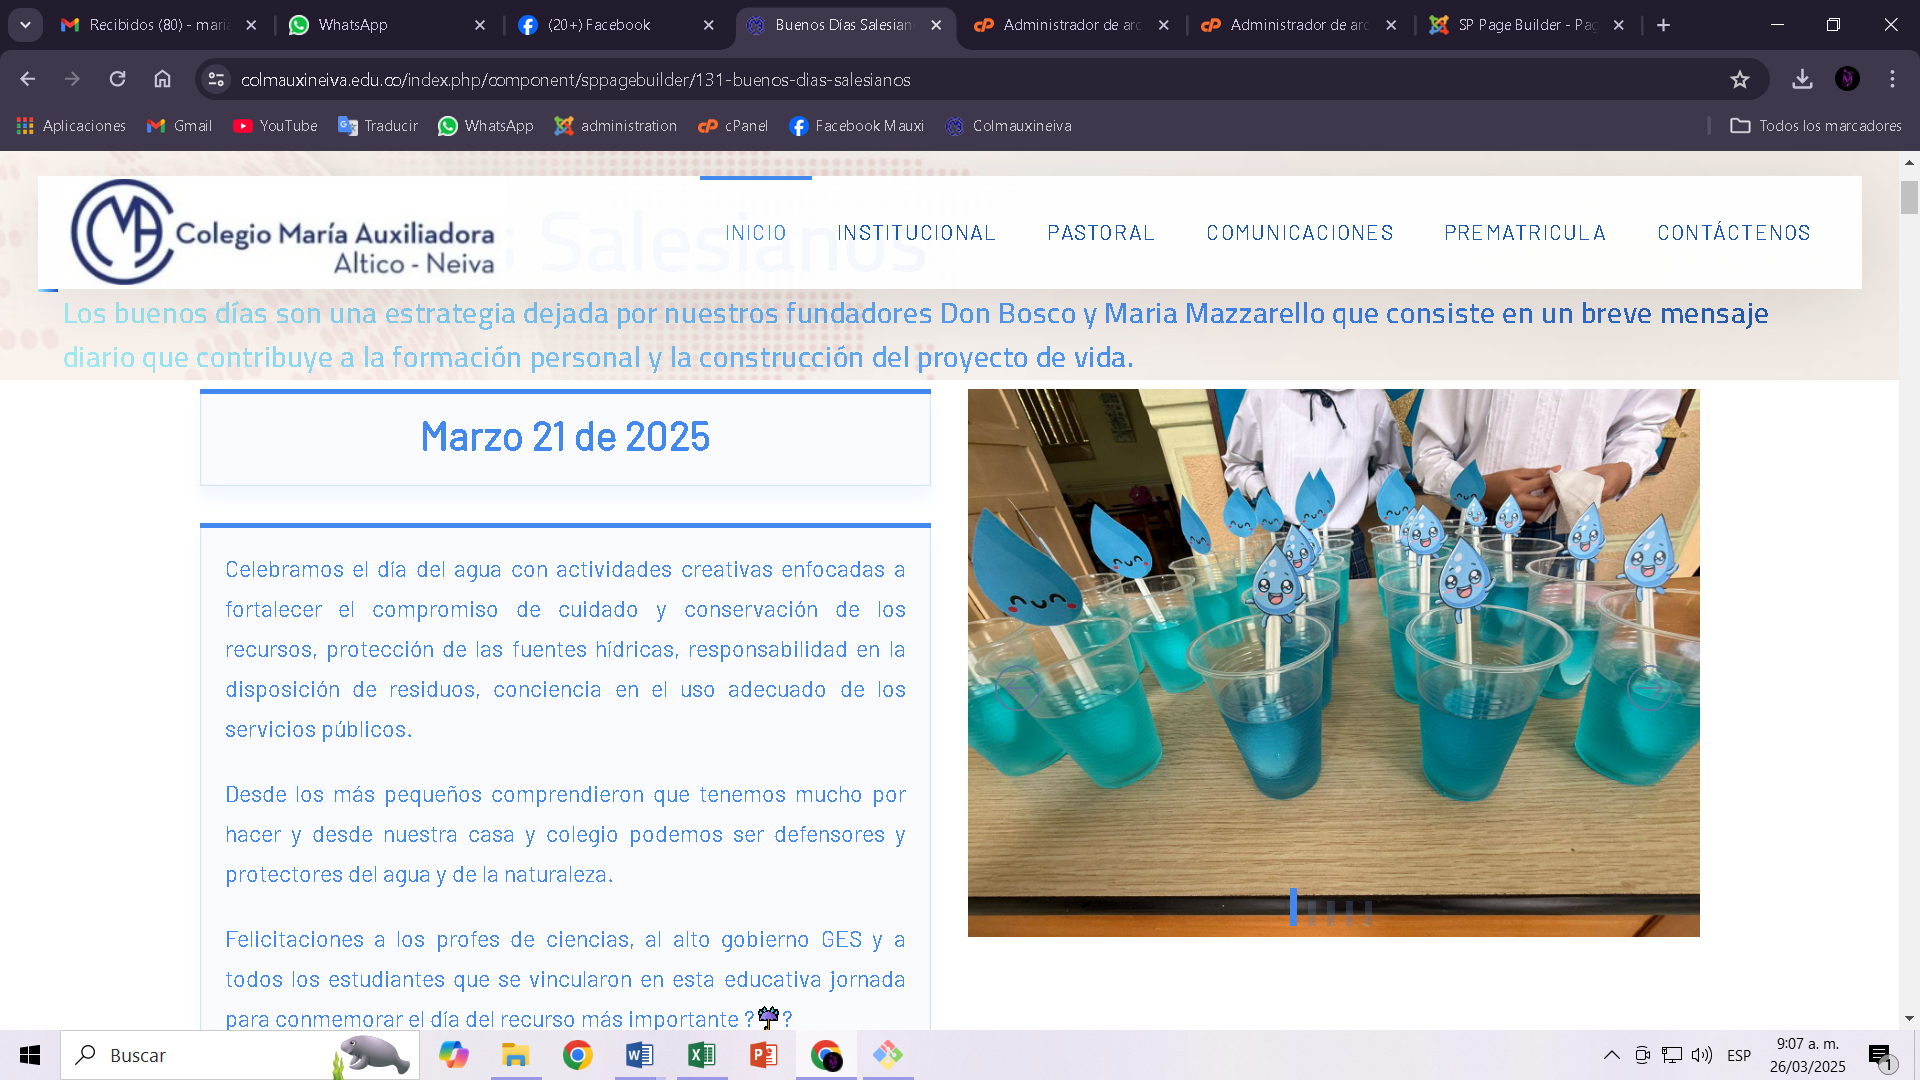 Recibidos (80) - mari
WhatsApp
(20+) Facebook
Buenos Días Salesian
Administrador de arc
Administrador de arc
SP Page Builder - Pag
colmauxineiva.edu.co/index.php/component/sppagebuilder/131-buenos-dias-salesianos
Aplicaciones
Gmail
YouTube
Traducir
WhatsApp
administration
cPanel
Facebook Mauxi
Colmauxineiva
Todos los marcadores
Colegio María Auxiliadora
Altico - Neiva
s Salesianos
INICIO
INSTITUCIONAL
PASTORAL
COMUNICACIONES
PREMATRICULA
CONTÁCTENOS
Los buenos días son una estrategia dejada por nuestros fundadores Don Bosco y Maria Mazzarello que consiste en un breve mensaje
diario que contribuye a la formación personal y la construcción del proyecto de vida.
Marzo 21 de 2025
Celebramos el día del agua con actividades creativas enfocadas a
fortalecer el compromiso de cuidado y conservación de los
recursos, protección de las fuentes hídricas, responsabilidad en la
disposición de residuos, conciencia en el uso adecuado de los
servicios públicos.
Desde los más pequeños comprendieron que tenemos mucho por
hacer y desde nuestra casa y colegio podemos ser defensores y
protectores del agua y de la naturaleza.
Felicitaciones a los profes de ciencias, al alto gobierno GES y a
todos los estudiantes que se vincularon en esta educativa jornada
para conmemorar el día del recurso más importante ??
Buscar
ESP
9:07 a. m.
26/03/2025
1